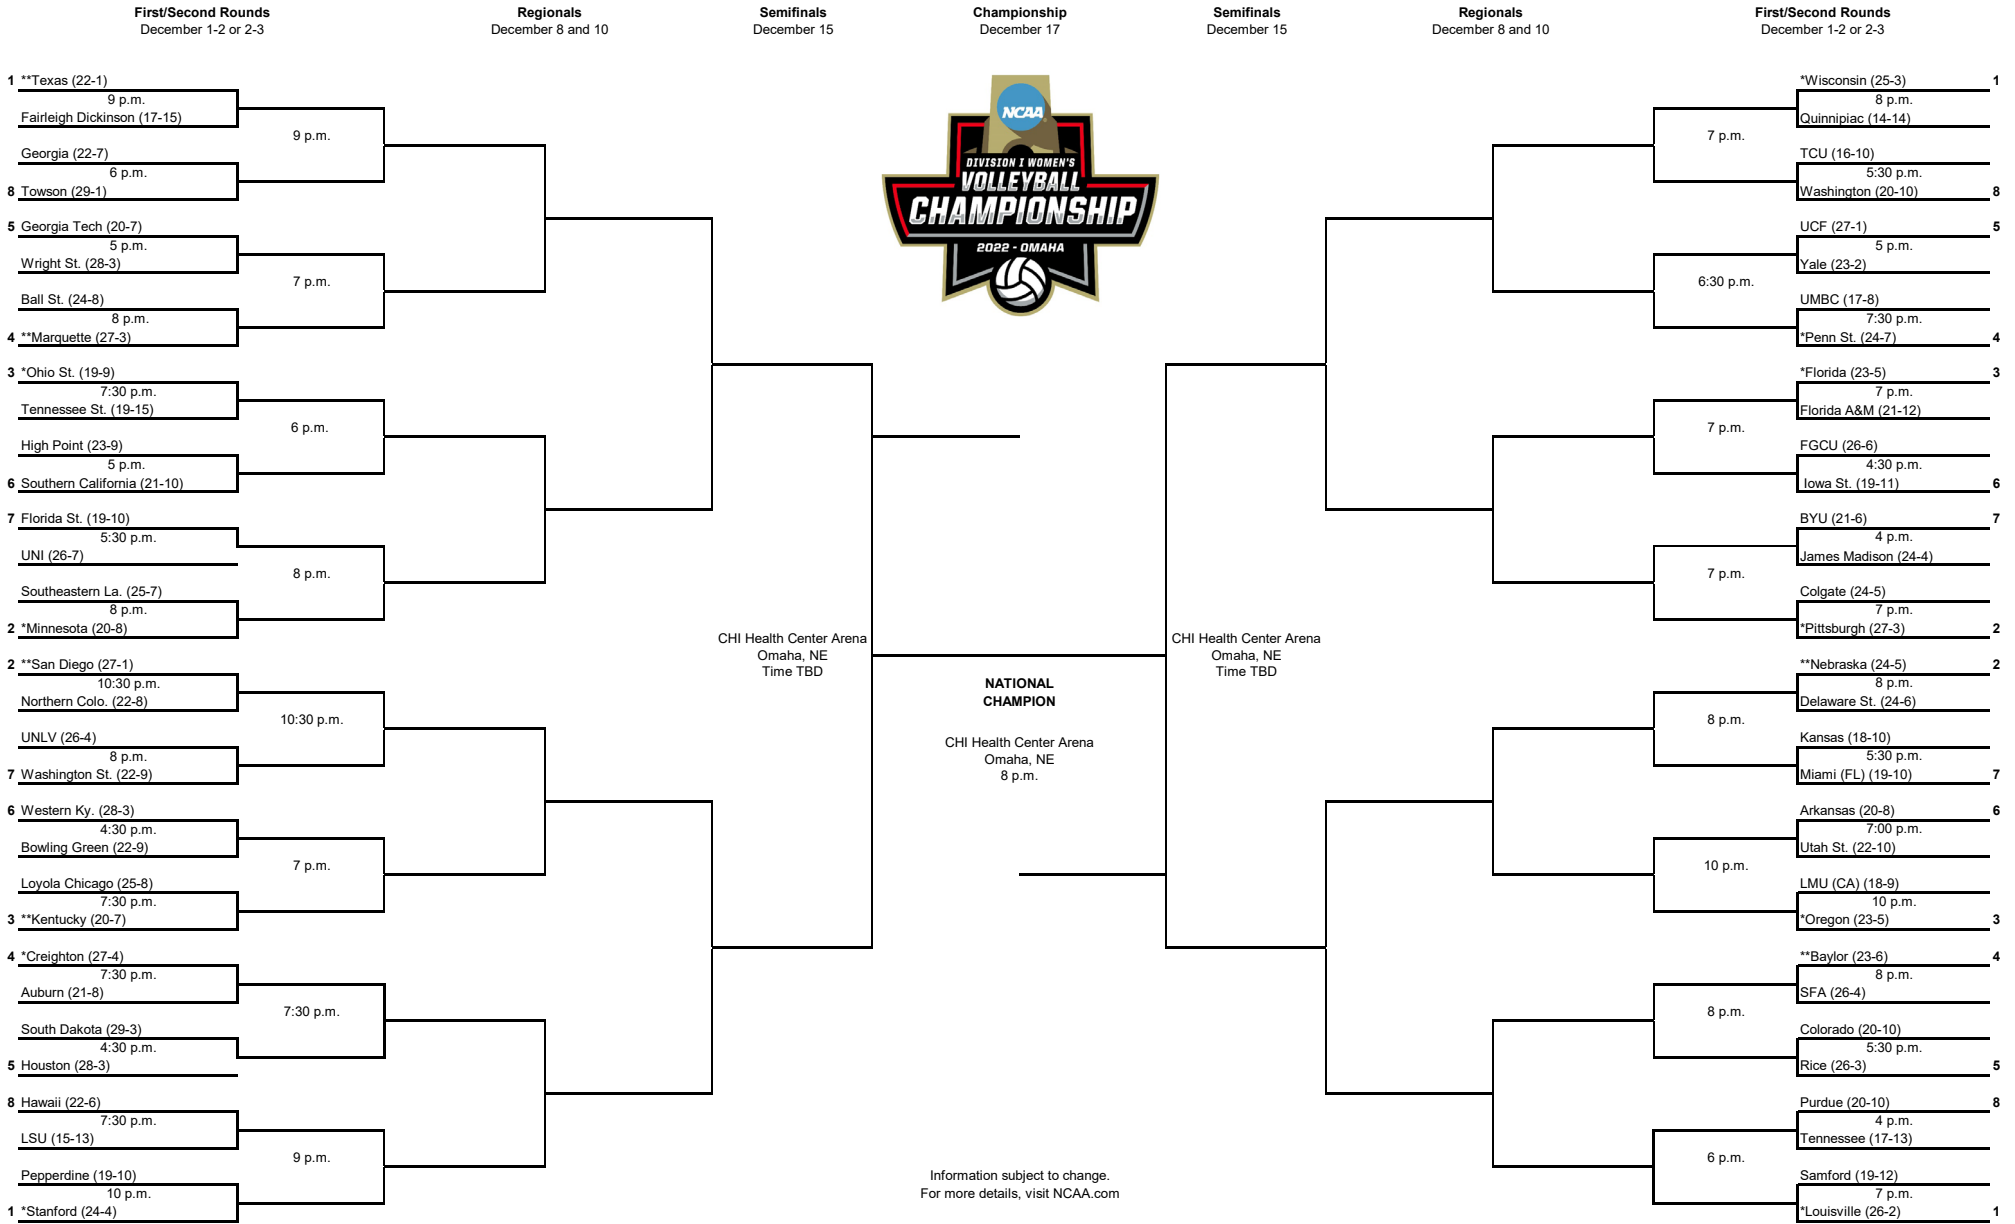 First/Second Rounds
December 1-2 or 2-3
Regionals
December 8 and 10
Semifinals
December 15
Championship
December 17
Semifinals
December 15
Regionals
December 8 and 10
First/Second Rounds
December 1-2 or 2-3
1 **Texas (22-1)
9 p.m.
Fairleigh Dickinson (17-15)
9 p.m.
Georgia (22-7)
6 p.m.
8 Towson (29-1)
5 Georgia Tech (20-7)
5 p.m.
Wright St. (28-3)
7 p.m.
Ball St. (24-8)
8 p.m.
4 **Marquette (27-3)
3 *Ohio St. (19-9)
7:30 p.m.
Tennessee St. (19-15)
6 p.m.
High Point (23-9)
5 p.m.
6 Southern California (21-10)
7 Florida St. (19-10)
5:30 p.m.
UNI (26-7)
8 p.m.
Southeastern La. (25-7)
8 p.m.
2 *Minnesota (20-8)
2 **San Diego (27-1)
10:30 p.m.
Northern Colo. (22-8)
10:30 p.m.
UNLV (26-4)
8 p.m.
7 Washington St. (22-9)
6 Western Ky. (28-3)
4:30 p.m.
Bowling Green (22-9)
7 p.m.
Loyola Chicago (25-8)
7:30 p.m.
3 **Kentucky (20-7)
4 *Creighton (27-4)
7:30 p.m.
Auburn (21-8)
7:30 p.m.
South Dakota (29-3)
4:30 p.m.
5 Houston (28-3)
8 Hawaii (22-6)
7:30 p.m.
LSU (15-13)
9 p.m.
Pepperdine (19-10)
10 p.m.
1 *Stanford (24-4)
CHI Health Center Arena
Omaha, NE
Time TBD
NCAA
DIVISION I WOMEN'S
VOLLEYBALL
CHAMPIONSHIP
2022 - OMAHA
NATIONAL
CHAMPION
CHI Health Center Arena
Omaha, NE
8 p.m.
Information subject to change.
For more details, visit NCAA.com
CHI Health Center Arena
Omaha, NE
Time TBD
*Wisconsin (25-3) 1
8 p.m.
Quinnipiac (14-14)
7 p.m.
TCU (16-10)
5:30 p.m.
Washington (20-10) 8
UCF (27-1) 5
5 p.m.
Yale (23-2)
6:30 p.m.
UMBC (17-8)
7:30 p.m.
*Penn St. (24-7) 4
*Florida (23-5) 3
7 p.m.
Florida A&M (21-12)
7 p.m.
FGCU (26-6)
4:30 p.m.
Iowa St. (19-11) 6
BYU (21-6) 7
4 p.m.
James Madison (24-4)
7 p.m.
Colgate (24-5)
7 p.m.
*Pittsburgh (27-3) 2
**Nebraska (24-5) 2
8 p.m.
Delaware St. (24-6)
8 p.m.
Kansas (18-10)
5:30 p.m.
Miami (FL) (19-10) 7
Arkansas (20-8) 6
7:00 p.m.
Utah St. (22-10)
10 p.m.
LMU (CA) (18-9)
10 p.m.
*Oregon (23-5) 3
**Baylor (23-6) 4
8 p.m.
SFA (26-4)
8 p.m.
Colorado (20-10)
5:30 p.m.
Rice (26-3) 5
Purdue (20-10) 8
4 p.m.
Tennessee (17-13)
6 p.m.
Samford (19-12)
7 p.m.
*Louisville (26-2) 1